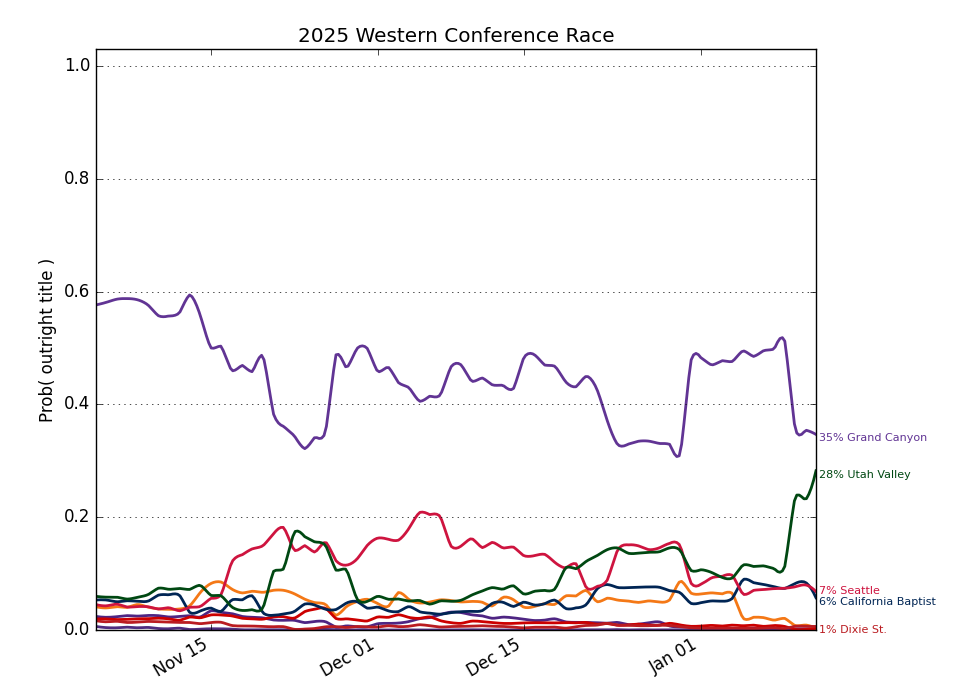 2025 Western Conference Race
Prob( outright title )
1.0
0.8
0.6
0.4
0.2
0.0
35% Grand Canyon
28% Utah Valley
7% Seattle
6% California Baptist
1% Dixie St.
Nov 15
Dec 01
Dec 15
Jan 01